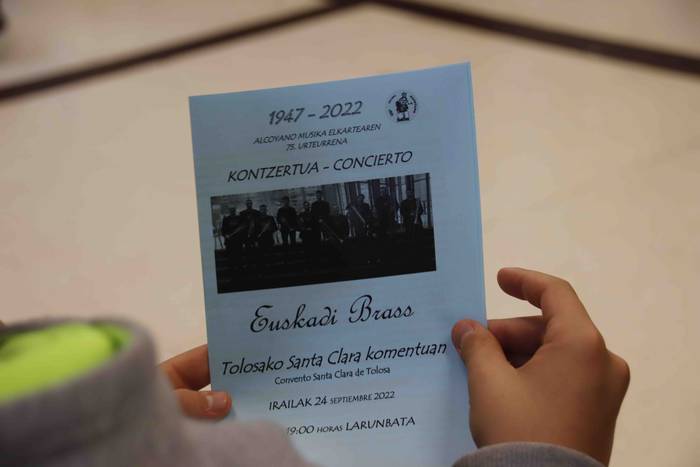 1947 - 2022
ALCOYANO MUSIKA ELKARTEAREN
75. URTEURRENA
KONTZERTUA - CONCIERTO
Euskadi Brass
Tolosako Santa Clara komentuan
Convento Santa Clara de Tolosa
IRAILAK 24 SEPTIEMBRE 2022
19:00 HORAS LARUNBATA